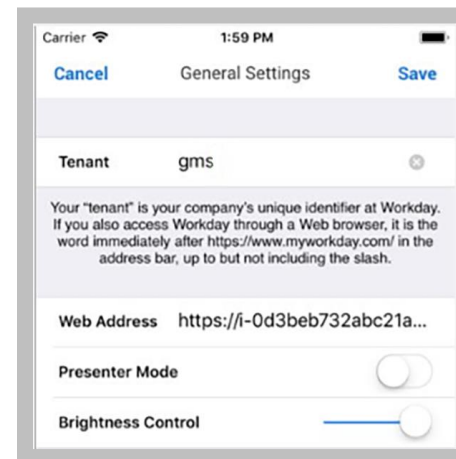 Carrier 1:59 PM
Cancel General Settings Save
Tenant gms
Your “tenant” is your company's unique identifier at Workday.
If you also access Workday through a Web browser, it is the
word immediately after https://www.myworkday.com/ in the
address bar, up to but not including the slash.
Web Address https://i-0d3beb732abc21a...
Presenter Mode
Brightness Control